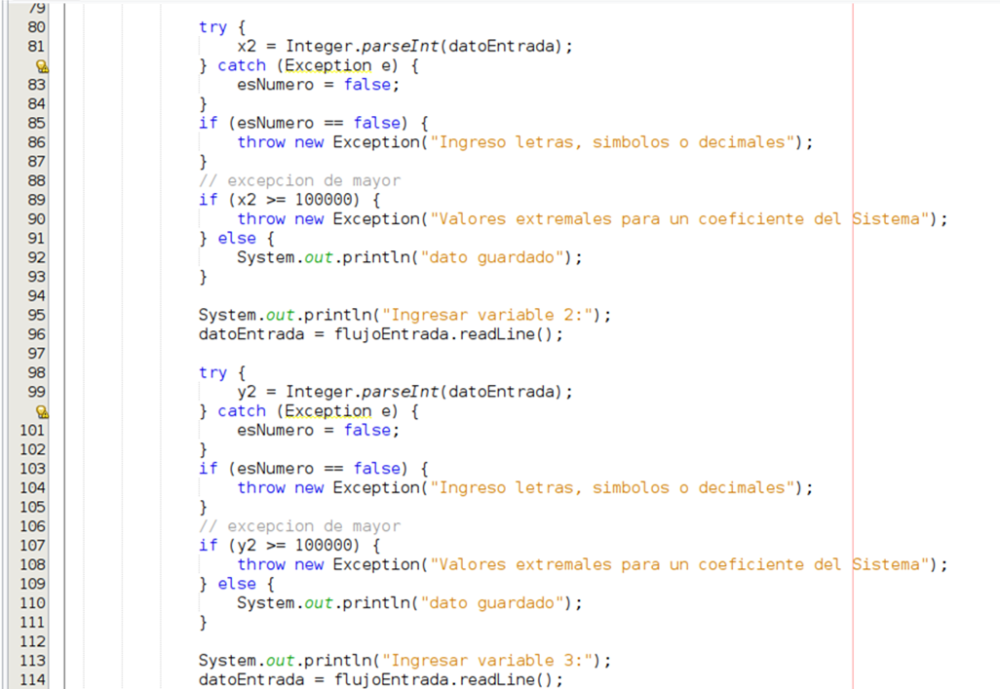 79
80 try {
81 x2 = Integer.parseInt(datoEntrada);
} catch (Exception e) {
83 esNumero = false;
84 }
85 if (esNumero == false) {
86 throw new Exception("Ingreso letras, simbolos o decimales");
87 }
88 // excepcion de mayor
89 if (x2 >= 100000) {
90 throw new Exception("Valores extremales para un coeficiente del Sistema");
91 } else {
92 System.out.println("dato guardado");
93 }
94
95 System.out.println("Ingresar variable 2:");
96 datoEntrada = flujoEntrada.readLine();
97
98 try {
99 y2 = Integer.parseInt(datoEntrada);
} catch (Exception e) {
101 esNumero = false;
102 }
103 if (esNumero == false) {
104 throw new Exception("Ingreso letras, simbolos o decimales");
105 }
106 // excepcion de mayor
107 if (y2 >= 100000) {
108 throw new Exception("Valores extremales para un coeficiente del Sistema");
109 } else {
110 System.out.println("dato guardado");
111 }
112
113 System.out.println("Ingresar variable 3:");
114 datoEntrada = flujoEntrada.readLine();